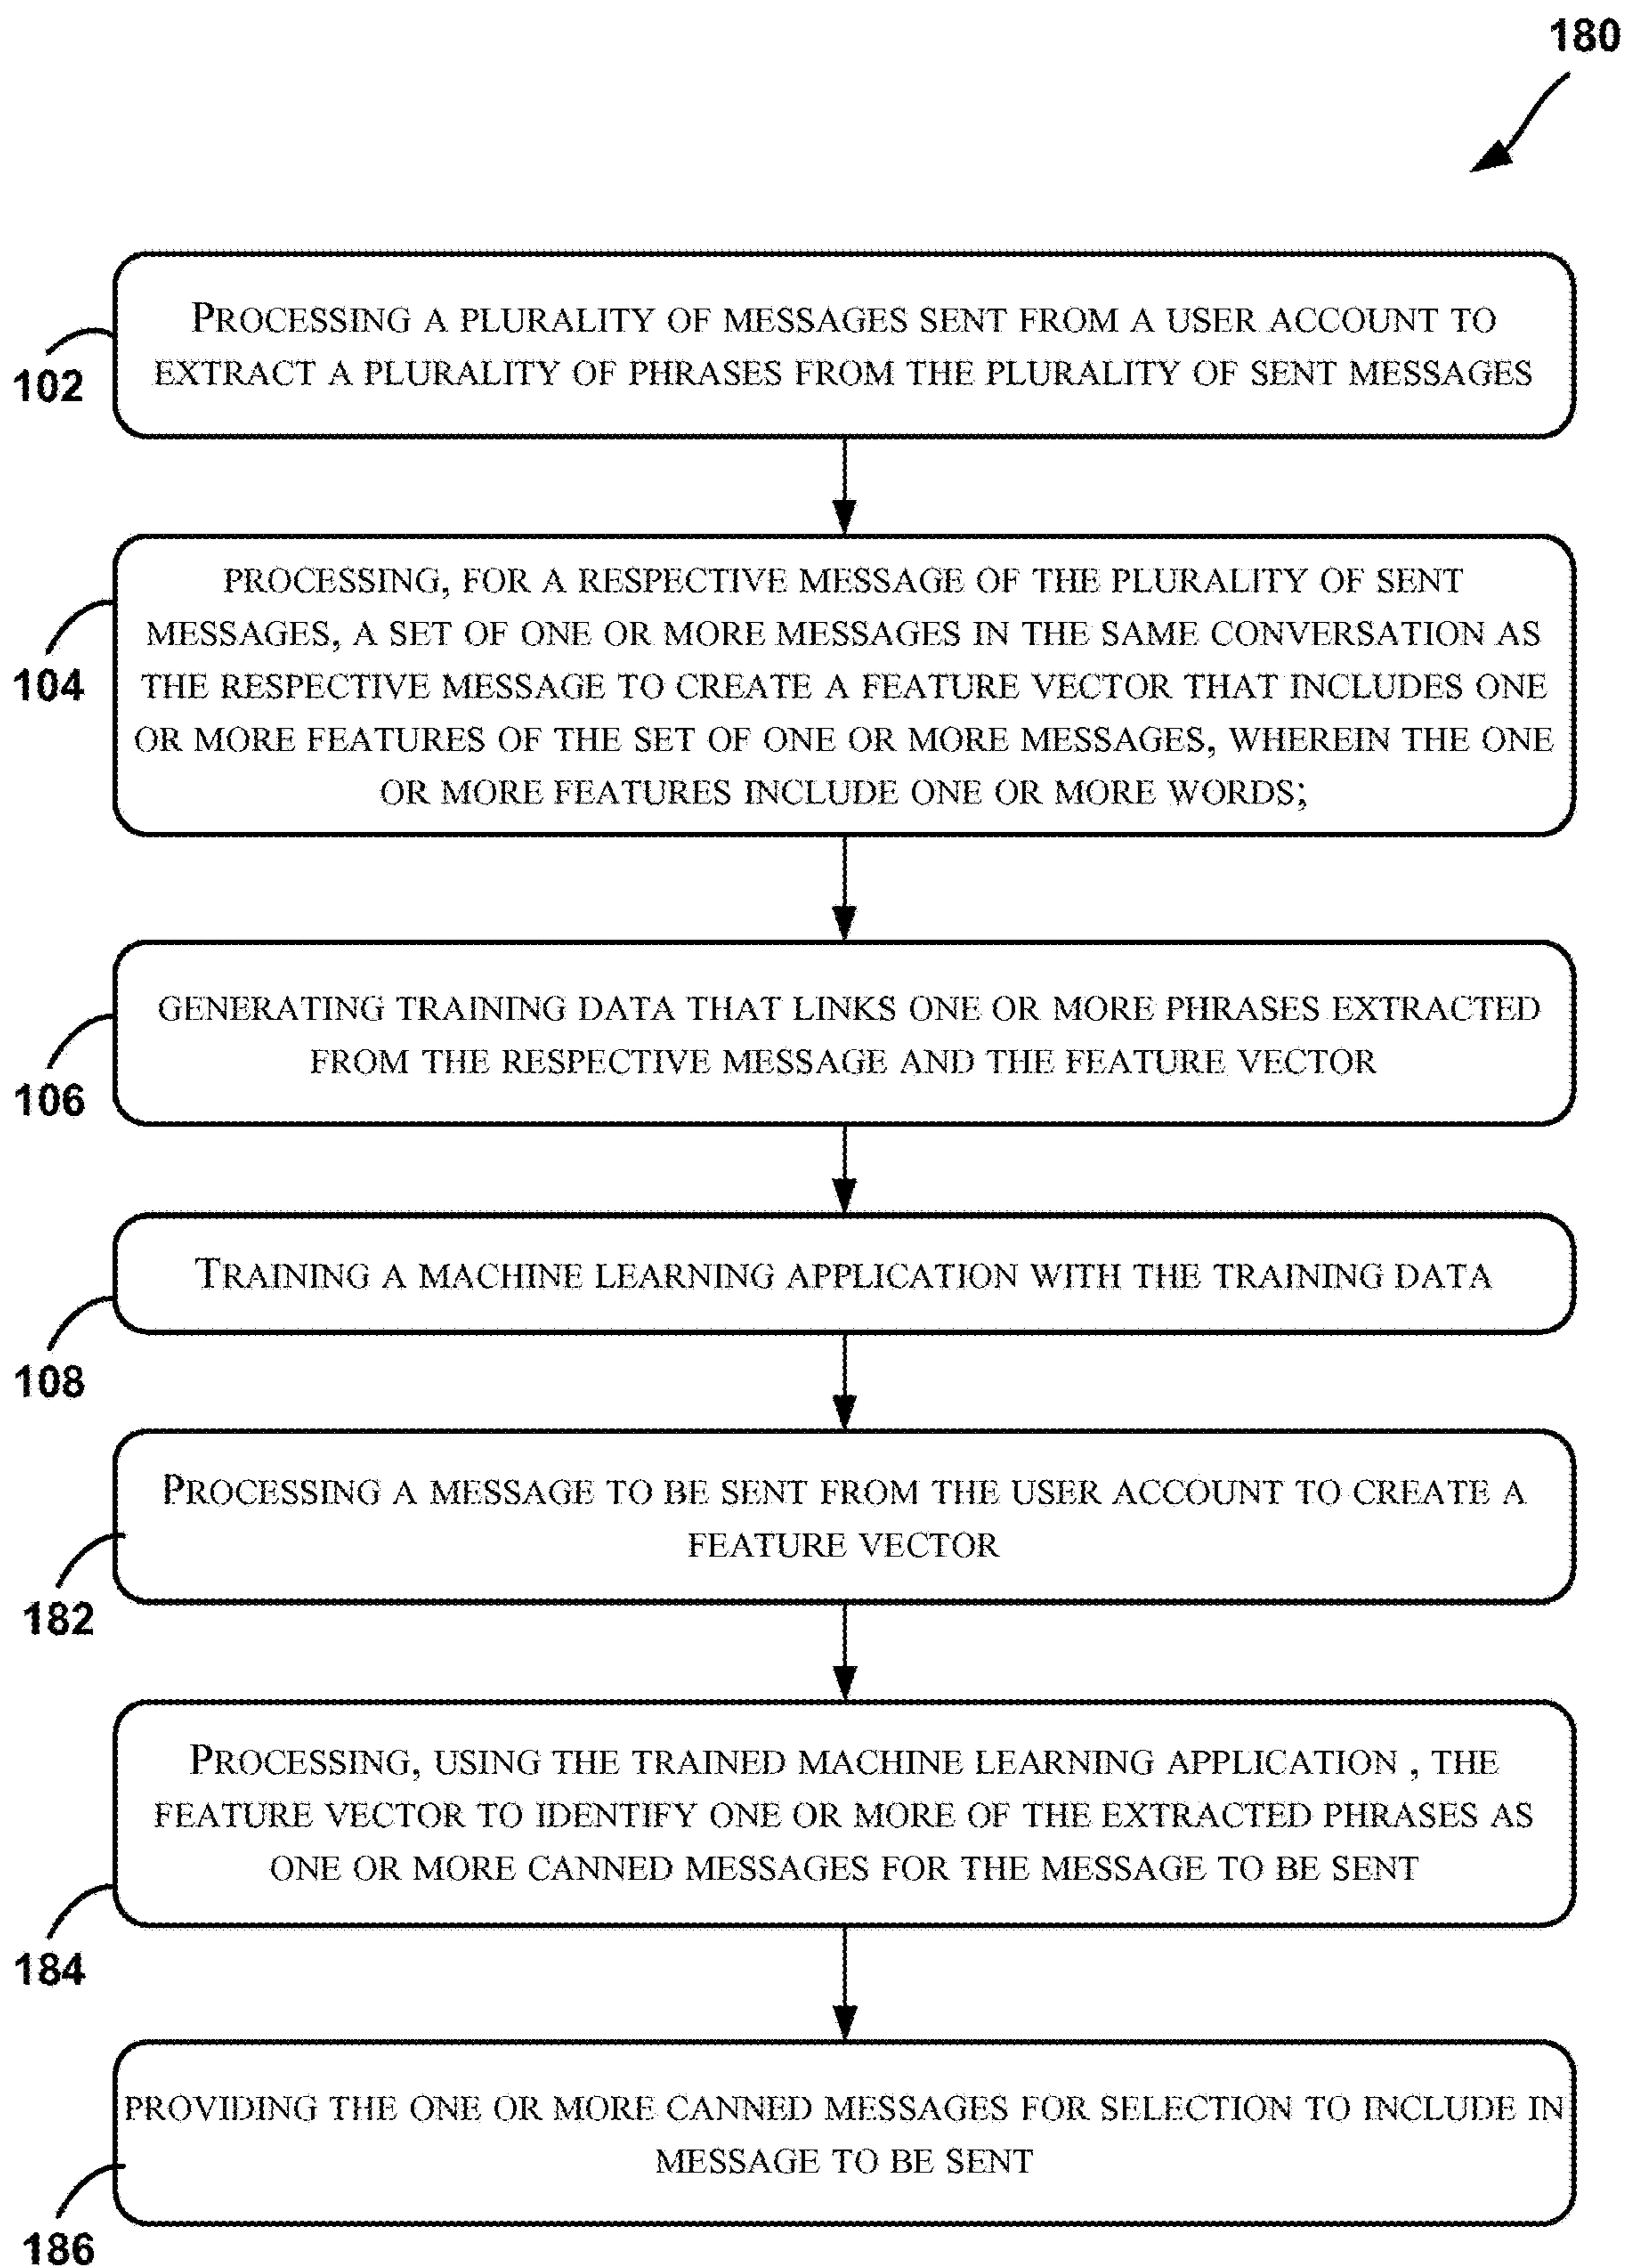 180
PROCESSING A PLURALITY OF MESSAGES SENT FROM A USER ACCOUNT TO
EXTRACT A PLURALITY OF PHRASES FROM THE PLURALITY OF SENT MESSAGES
102
PROCESSING, FOR A RESPECTIVE MESSAGE OF THE PLURALITY OF SENT
MESSAGES, A SET OF ONE OR MORE MESSAGES IN THE SAME CONVERSATION AS
THE RESPECTIVE MESSAGE TO CREATE A FEATURE VECTOR THAT INCLUDES ONE
OR MORE FEATURES OF THE SET OF ONE OR MORE MESSAGES, WHEREIN THE ONE
OR MORE FEATURES INCLUDE ONE OR MORE WORDS;
104
GENERATING TRAINING DATA THAT LINKS ONE OR MORE PHRASES EXTRACTED
FROM THE RESPECTIVE MESSAGE AND THE FEATURE VECTOR
106
TRAINING A MACHINE LEARNING APPLICATION WITH THE TRAINING DATA
108
PROCESSING A MESSAGE TO BE SENT FROM THE USER ACCOUNT TO CREATE A
FEATURE VECTOR
182
PROCESSING, USING THE TRAINED MACHINE LEARNING APPLICATION , THE
FEATURE VECTOR TO IDENTIFY ONE OR MORE OF THE EXTRACTED PHRASES AS
ONE OR MORE CANNED MESSAGES FOR THE MESSAGE TO BE SENT
184
PROVIDING THE ONE OR MORE CANNED MESSAGES FOR SELECTION TO INCLUDE IN
MESSAGE TO BE SENT
186